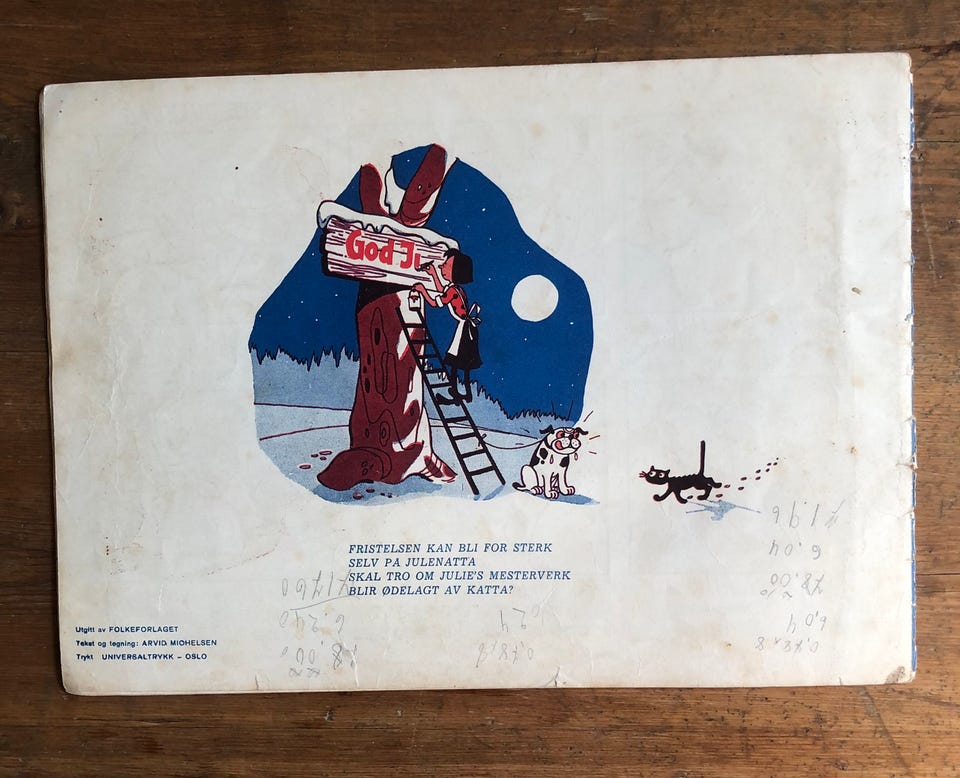 God Ju
FRISTELSEN KAN BLI FOR STERK
SELV PA JULENATTA
SKAL TRO OM JULIE'S MESTERVERK
BLIR ØDELAGT AV KATTA?
Utgitt av FOLKEFORLAGET
Tekst og tegning: ARVID MICHELSEN
Trykt UNIVERSALTRYKK - OSLO